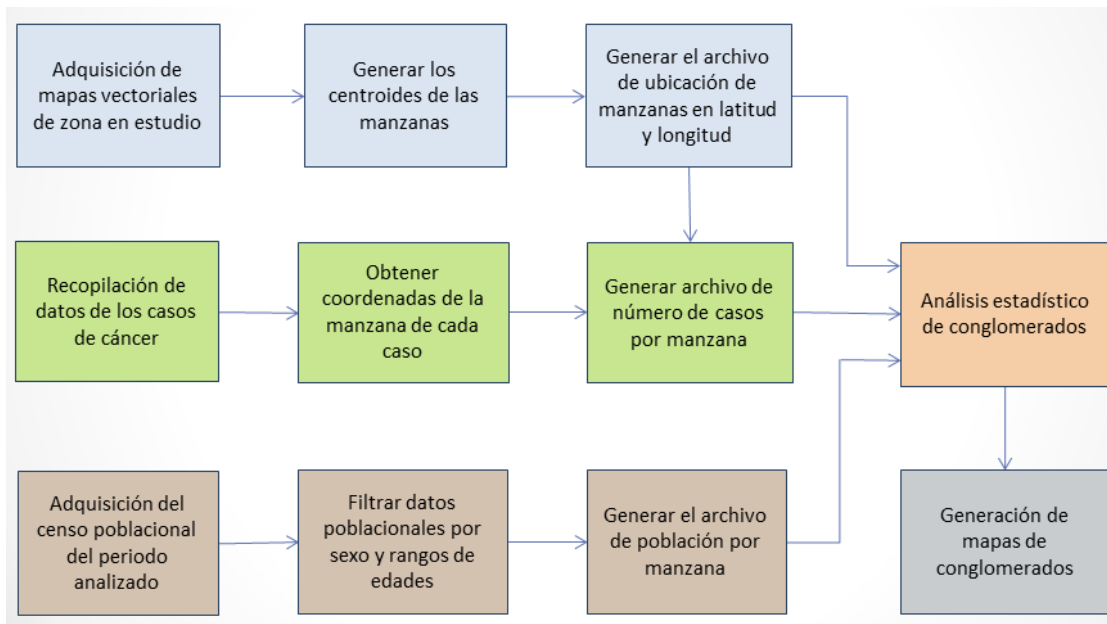 Adquisición de
mapas vectoriales
de zona en estudio
Generar los
centroides de las
manzanas
Generar el archivo
de ubicación de
manzanas en latitud
y longitud
Recopilación de
datos de los casos
de cáncer
Obtener
coordenadas de la
manzana de cada
caso
Generar archivo de
número de casos
por manzana
Análisis estadístico
de conglomerados
Adquisición del
censo poblacional
del periodo
analizado
Filtrar datos
poblacionales por
sexo y rangos de
edades
Generar el archivo
de población por
manzana
Generación de
mapas de
conglomerados